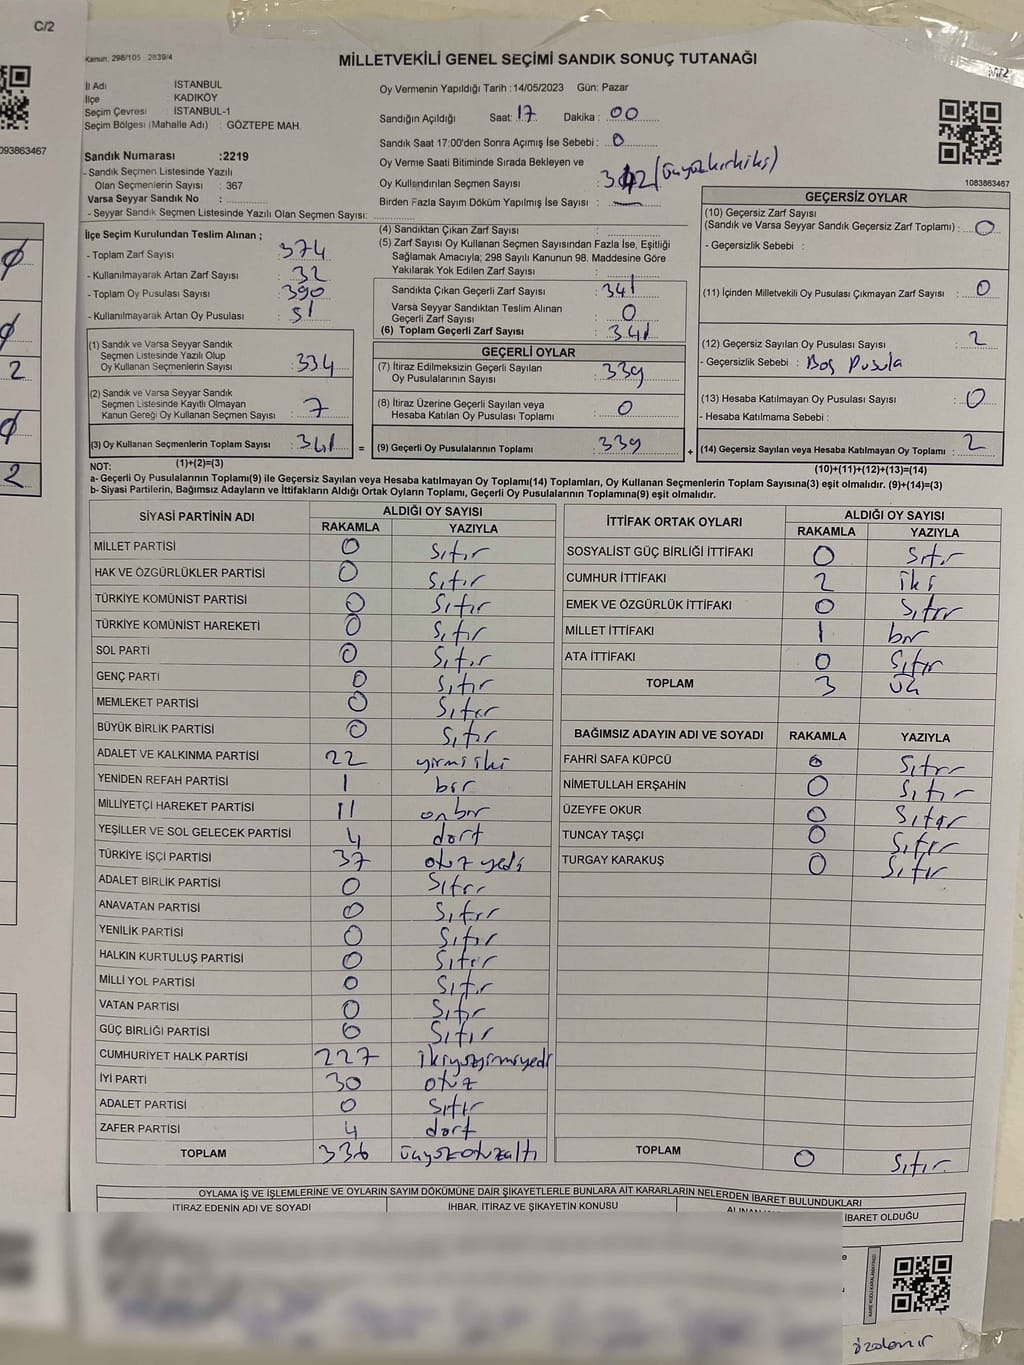 C/2
Kanun: 298/105 2839/4
MİLLETVEKİLİ GENEL SEÇİMİ SANDIK SONUÇ TUTANAĞI
İl Adı İSTANBUL
İlçe KADIKÖY
Seçim Çevresi İSTANBUL-1
Seçim Bölgesi (Mahalle Adı) : GÖZTEPE MAH.
Sandık Numarası :2219
- Sandık Seçmen Listesinde Yazılı
Olan Seçmenlerin Sayısı : 367
Varsa Seyyar Sandık No :
- Seyyar Sandık Seçmen Listesinde Yazılı Olan Seçmen Sayısı:
Oy Vermenin Yapıldığı Tarih :14/05/2023 Gün: Pazar
Sandığın Açıldığı Saat: 17 Dakika : 00
Sandık Saat 17:00'den Sonra Açımış İse Sebebi : 0
Oy Verme Saati Bitiminde Sırada Bekleyen ve
Oy Kullandırılan Seçmen Sayısı : 342 (üçyüzkırkiki)
Birden Fazla Sayım Döküm Yapılmış İse Sayısı : —
093863467
1083863467
İlçe Seçim Kurulundan Teslim Alınan ;
- Toplam Zarf Sayısı : 374
- Kullanılmayarak Artan Zarf Sayısı : 32
- Toplam Oy Pusulası Sayısı : 390
- Kullanılmayarak Artan Oy Pusulası : 51
(1) Sandık ve Varsa Seyyar Sandık
Seçmen Listesinde Yazılı Olup
Oy Kullanan Seçmenlerin Sayısı : 334
(2) Sandık ve Varsa Seyyar Sandık
Seçmen Listesinde Kayıtlı Olmayan
Kanun Gereği Oy Kullanan Seçmen Sayısı : 7
(3) Oy Kullanan Seçmenlerin Toplam Sayısı : 341 =
(4) Sandıktan Çıkan Zarf Sayısı :
(5) Zarf Sayısı Oy Kullanan Seçmen Sayısından Fazla İse, Eşitliği
Sağlamak Amacıyla; 298 Sayılı Kanunun 98. Maddesine Göre
Yakılarak Yok Edilen Zarf Sayısı :
Sandıkta Çıkan Geçerli Zarf Sayısı : 341
Varsa Seyyar Sandıktan Teslim Alınan
Geçerli Zarf Sayısı : 0
(6) Toplam Geçerli Zarf Sayısı : 341
GEÇERLİ OYLAR
(7) İtiraz Edilmeksizin Geçerli Sayılan
Oy Pusulalarının Sayısı : 339
(8) İtiraz Üzerine Geçerli Sayılan veya
Hesaba Katılan Oy Pusulası Toplamı : 0
(9) Geçerli Oy Pusulalarının Toplamı : 339 +
GEÇERSİZ OYLAR
(10) Geçersiz Zarf Sayısı
(Sandık ve Varsa Seyyar Sandık Geçersiz Zarf Toplamı) : 0
- Geçersizlik Sebebi :
(11) İçinden Milletvekili Oy Pusulası Çıkmayan Zarf Sayısı : 0
(12) Geçersiz Sayılan Oy Pusulası Sayısı : 2
- Geçersizlik Sebebi : Boş Pusula
(13) Hesaba Katılmayan Oy Pusulası Sayısı : 0
- Hesaba Katılmama Sebebi :
(14) Geçersiz Sayılan veya Hesaba Katılmayan Oy Toplamı : 2
NOT: (1)+(2)=(3) (10)+(11)+(12)+(13)=(14)
a- Geçerli Oy Pusulalarının Toplamı(9) ile Geçersiz Sayılan veya Hesaba katılmayan Oy Toplamı(14) Toplamları, Oy Kullanan Seçmenlerin Toplam Sayısına(3) eşit olmalıdır. (9)+(14)=(3)
b- Siyasi Partilerin, Bağımsız Adayların ve İttifakların Aldığı Ortak Oyların Toplamı, Geçerli Oy Pusulalarının Toplamına(9) eşit olmalıdır.
SİYASİ PARTİNİN ADI ALDIĞI OY SAYISI
RAKAMLA YAZIYLA
MİLLET PARTİSİ 0 Sıfır
HAK VE ÖZGÜRLÜKLER PARTİSİ 0 Sıfır
TÜRKİYE KOMÜNİST PARTİSİ 0 Sıfır
TÜRKİYE KOMÜNİST HAREKETİ 0 Sıfır
SOL PARTİ 0 Sıfır
GENÇ PARTİ 0 Sıfır
MEMLEKET PARTİSİ 0 Sıfır
BÜYÜK BİRLİK PARTİSİ 0 Sıfır
ADALET VE KALKINMA PARTİSİ 22 yirmi iki
YENİDEN REFAH PARTİSİ 1 bir
MİLLİYETÇİ HAREKET PARTİSİ 11 onbir
YEŞİLLER VE SOL GELECEK PARTİSİ 4 dört
TÜRKİYE İŞÇİ PARTİSİ 37 otuz yedi
ADALET BİRLİK PARTİSİ 0 Sıfır
ANAVATAN PARTİSİ 0 Sıfır
YENİLİK PARTİSİ 0 Sıfır
HALKIN KURTULUŞ PARTİSİ 0 Sıfır
MİLLİ YOL PARTİSİ 0 Sıfır
VATAN PARTİSİ 0 Sıfır
GÜÇ BİRLİĞİ PARTİSİ 0 Sıfır
CUMHURİYET HALK PARTİSİ 227 ikiyüzyirmiyedi
İYİ PARTİ 30 otuz
ADALET PARTİSİ 0 Sıfır
ZAFER PARTİSİ 4 dört
TOPLAM 336 üçyüzotuzaltı
İTTİFAK ORTAK OYLARI ALDIĞI OY SAYISI
RAKAMLA YAZIYLA
SOSYALİST GÜÇ BİRLİĞİ İTTİFAKI 0 Sıfır
CUMHUR İTTİFAKI 2 iki
EMEK VE ÖZGÜRLÜK İTTİFAKI 0 Sıfır
MİLLET İTTİFAKI 1 bir
ATA İTTİFAKI 0 Sıfır
TOPLAM 3 üç
BAĞIMSIZ ADAYIN ADI VE SOYADI RAKAMLA YAZIYLA
FAHRİ SAFA KÜPCÜ 0 Sıfır
NİMETULLAH ERŞAHİN 0 Sıfır
ÜZEYFE OKUR 0 Sıfır
TUNCAY TAŞÇI 0 Sıfır
TURGAY KARAKUŞ 0 Sıfır
TOPLAM 0 Sıfır
OYLAMA İŞ VE İŞLEMLERİNE VE OYLARIN SAYIM DÖKÜMÜNE DAİR ŞİKAYETLERLE BUNLARA AİT KARARLARIN NELERDEN İBARET BULUNDUKLARI
İTİRAZ EDENİN ADI VE SOYADI İHBAR, İTİRAZ VE ŞİKAYETİN KONUSU İBARET OLDUĞU